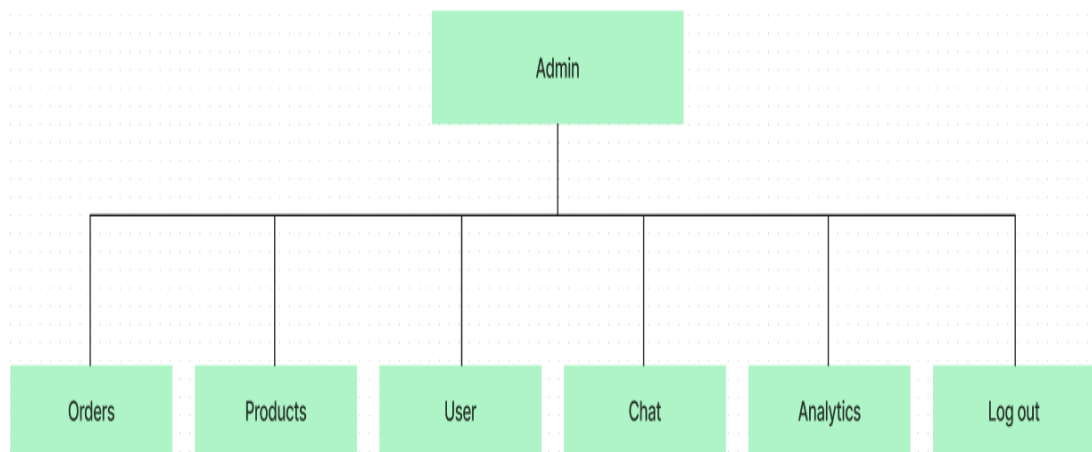 Admin
Orders
Products
User
Chat
Analytics
Log out